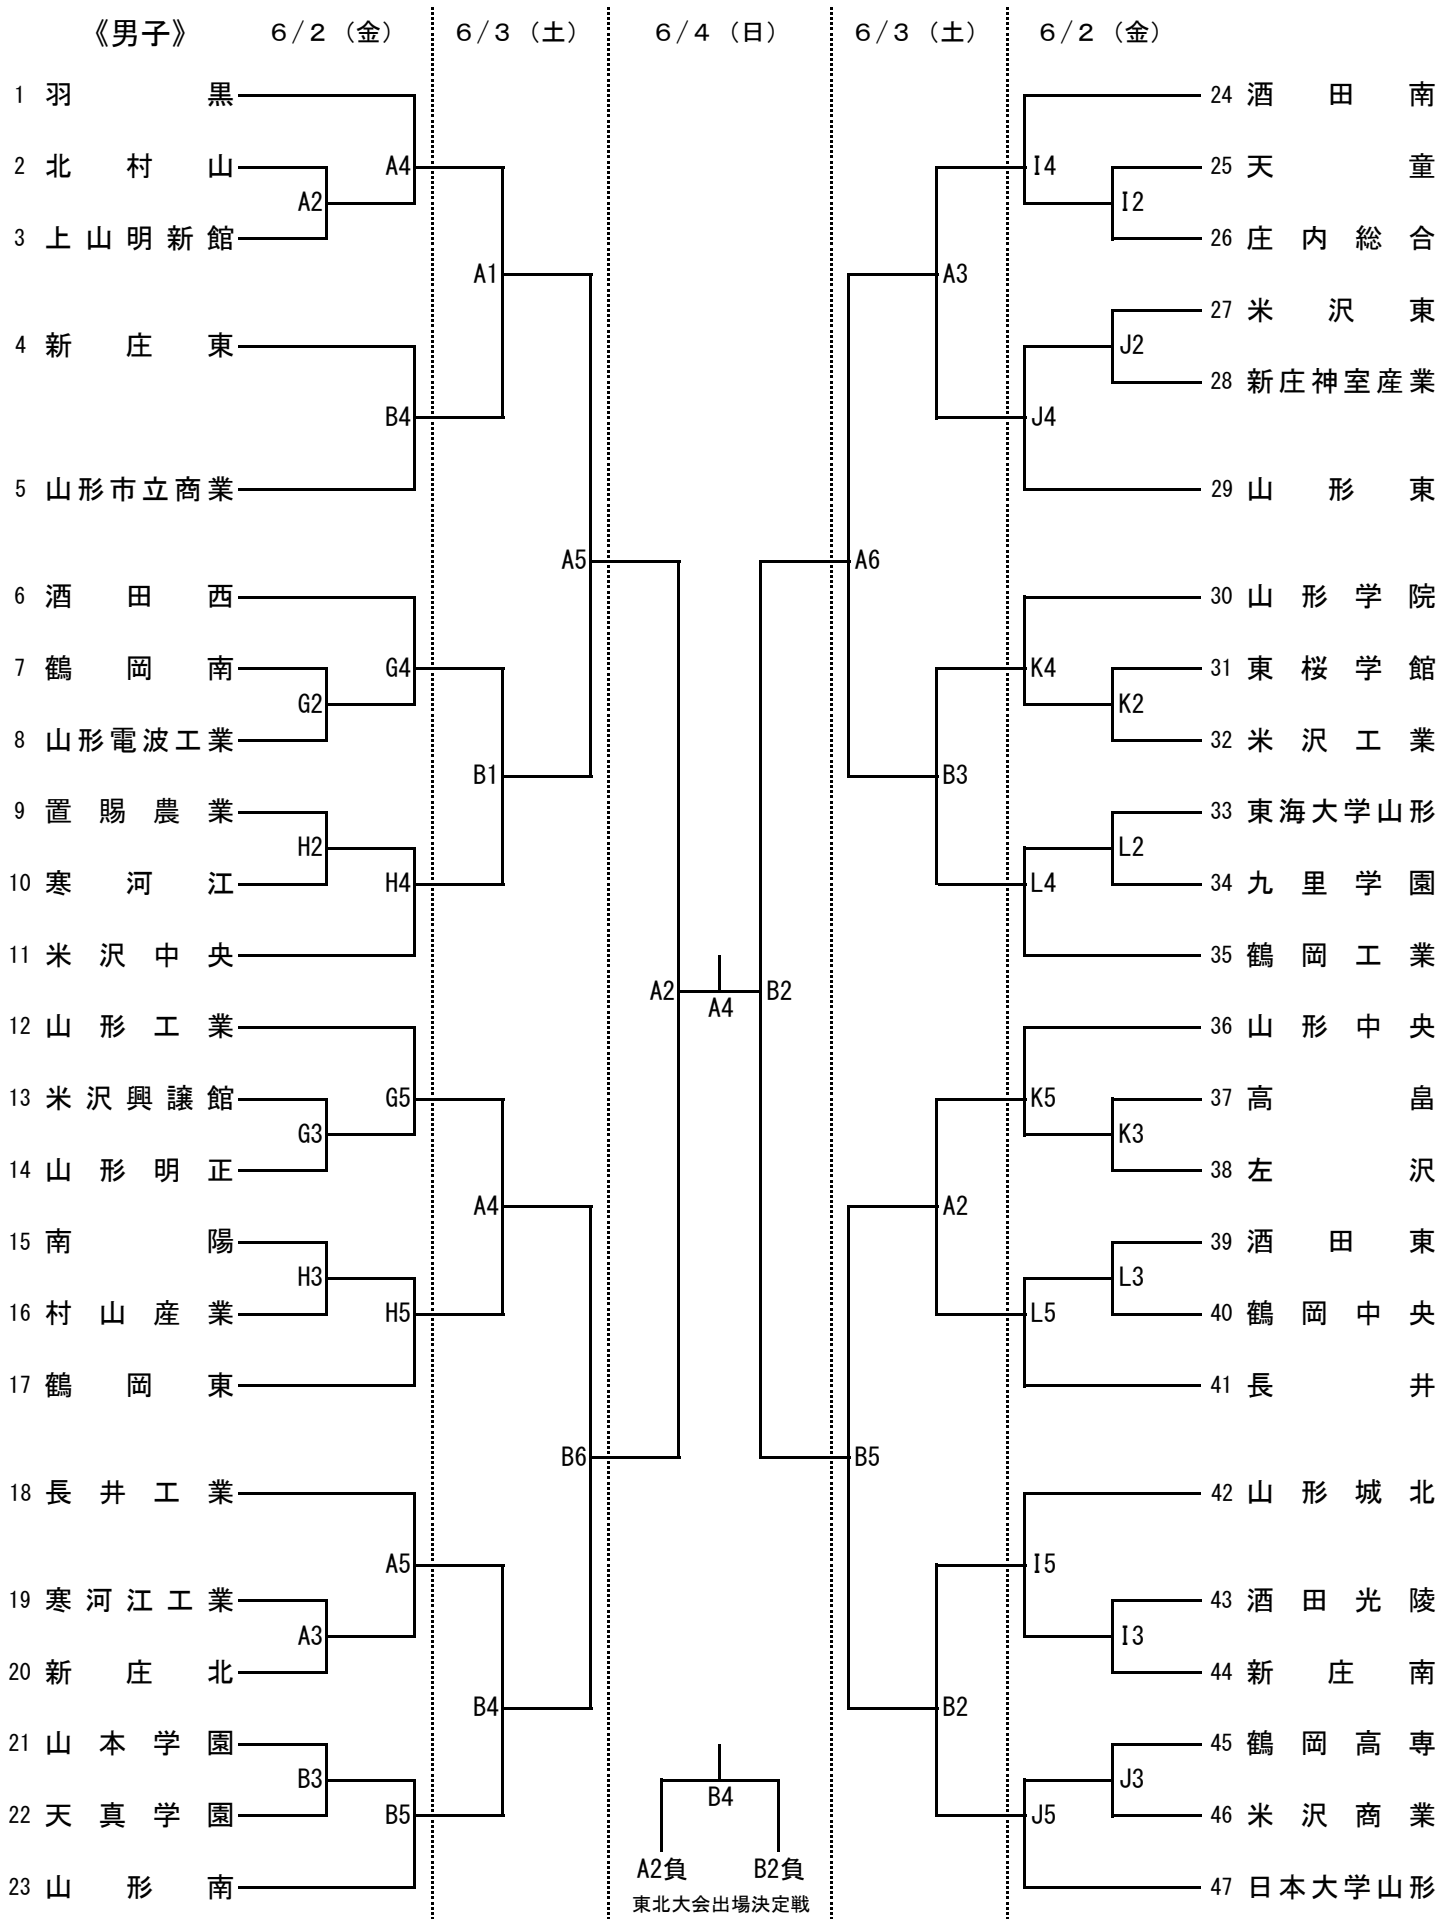 《男子》 6/2（金） 6/3（土） 6/4（日） 6/3（土） 6/2（金）
1 羽黒
2 北村山
3 上山明新館
4 新庄東
5 山形市立商業
6 酒田西
7 鶴岡南
8 山形電波工業
9 置賜農業
10 寒河江
11 米沢中央
12 山形工業
13 米沢興譲館
14 山形明正
15 南陽
16 村山産業
17 鶴岡東
18 長井工業
19 寒河江工業
20 新庄北
21 山本学園
22 天真学園
23 山形南
A2
G2
H2
G3
H3
A3
B3
A4
B4
G4
H4
G5
H5
A5
B5
A1
B1
A4
B4
A5
B6
A2
A4
B2
B4
A2負 B2負
東北大会出場決定戦
A6
B5
A3
B3
A2
B2
I4
J4
K4
L4
K5
L5
I5
J5
I2
J2
K2
L2
K3
L3
I3
J3
24 酒田南
25 天童
26 庄内総合
27 米沢東
28 新庄神室産業
29 山形東
30 山形学院
31 東桜学館
32 米沢工業
33 東海大学山形
34 九里学園
35 鶴岡工業
36 山形中央
37 高畠
38 左沢
39 酒田東
40 鶴岡中央
41 長井
42 山形城北
43 酒田光陵
44 新庄南
45 鶴岡高専
46 米沢商業
47 日本大学山形